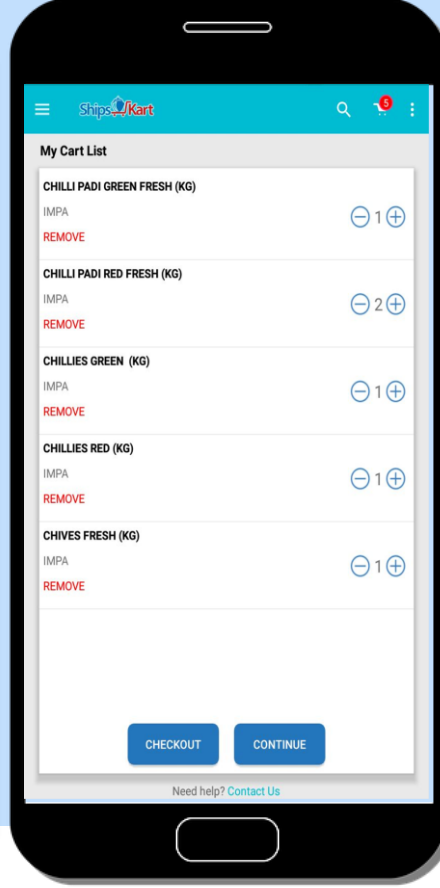 ShipsKart
5
My Cart List
CHILLI PADI GREEN FRESH (KG)
IMPA
1
REMOVE
CHILLI PADI RED FRESH (KG)
IMPA
2
REMOVE
CHILLIES GREEN (KG)
IMPA
1
REMOVE
CHILLIES RED (KG)
IMPA
1
REMOVE
CHIVES FRESH (KG)
IMPA
1
REMOVE
CHECKOUT CONTINUE
Need help? Contact Us